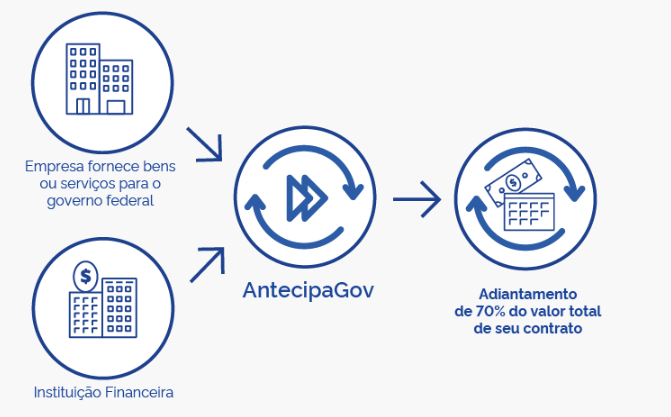 Empresa fornece bens
ou serviços para o
governo federal
AntecipaGov
Adiantamento
de 70% do valor total
de seu contrato
$
Instituição Financeira